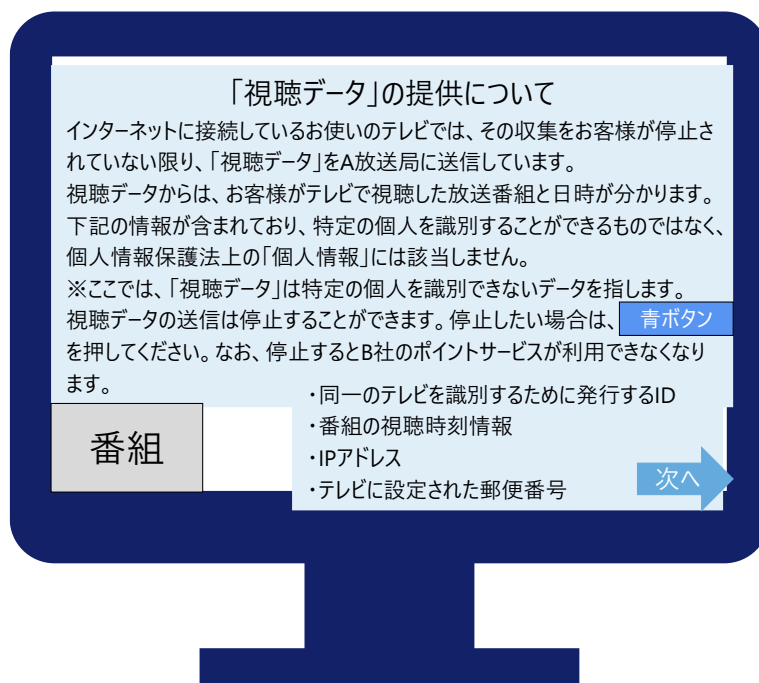 「視聴データ」の提供について
インターネットに接続しているお使いのテレビでは、その収集をお客様が停止さ
れていない限り、「視聴データ」をA放送局に送信しています。
視聴データからは、お客様がテレビで視聴した放送番組と日時が分かります。
下記の情報が含まれており、特定の個人を識別することができるものではなく、
個人情報保護法上の「個人情報」には該当しません。
※ここでは、「視聴データ」は特定の個人を識別できないデータを指します。
視聴データの送信は停止することができます。停止したい場合は、 青ボタン
を押してください。なお、停止するとB社のポイントサービスが利用できなくなり
ます。
・同一のテレビを識別するために発行するID
・番組の視聴時刻情報
・IPアドレス
・テレビに設定された郵便番号
番組
次へ